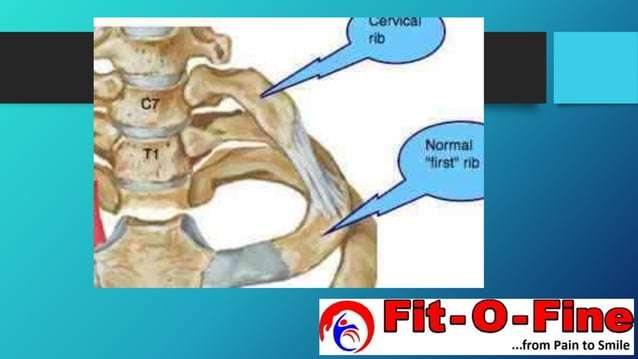 Cervical
rib
C7
T1
Normal
"first" rib
Fit-O-Fine
...from Pain to Smile